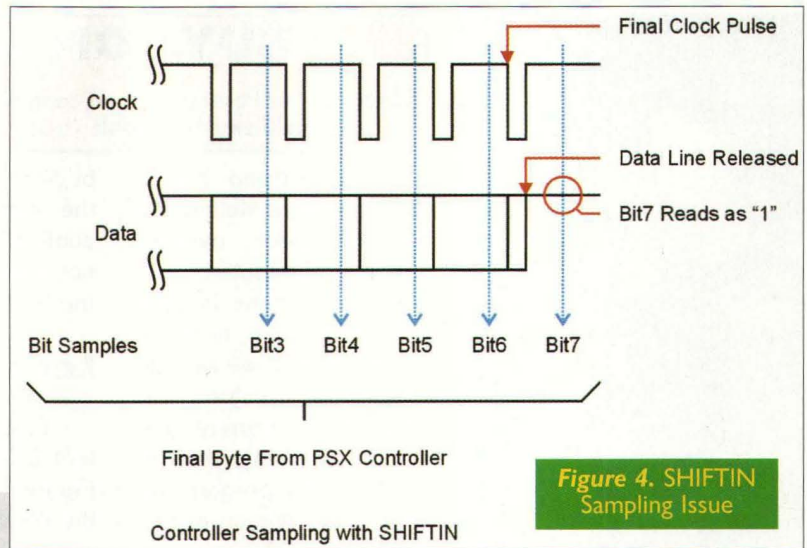 Final Clock Pulse
Clock
Data Line Released
Bit7 Reads as "1"
Data
Bit Samples
Bit3 Bit4 Bit5 Bit6 Bit7
Final Byte From PSX Controller
Controller Sampling with SHIFTIN
Figure 4. SHIFTIN
Sampling Issue